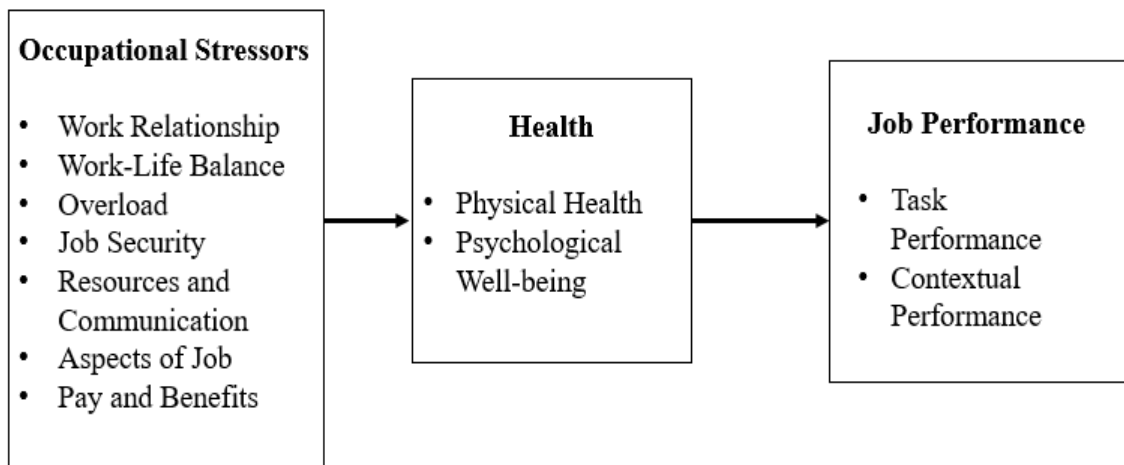 Occupational Stressors
• Work Relationship
• Work-Life Balance
• Overload
• Job Security
• Resources and
Communication
• Aspects of Job
• Pay and Benefits
Health
• Physical Health
• Psychological
Well-being
Job Performance
• Task
Performance
• Contextual
Performance